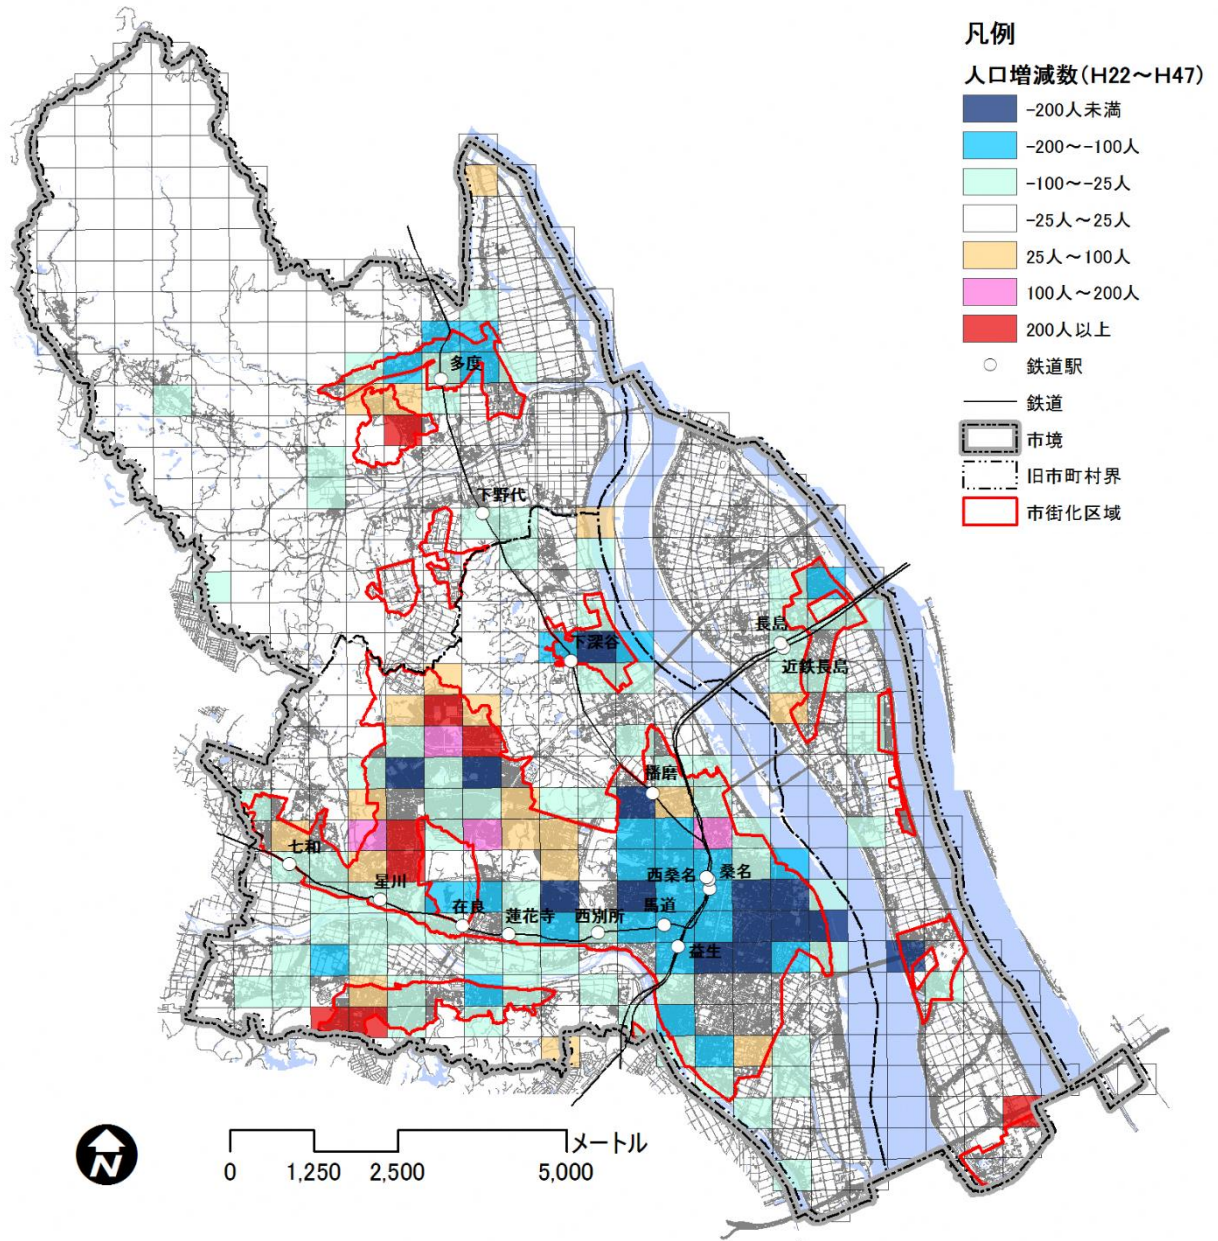 凡例
人口増減数(H22～H47)
-200人未満
-200～-100人
-100～-25人
-25人～25人
25人～100人
100人～200人
200人以上
鉄道駅
鉄道
市境
旧市町村界
市街化区域
多度
下野代
下深谷
長島
近鉄長島
播磨
七和
西桑名
桑名
星川
在良
蓮花寺
西別所
馬道
益生
N
メートル
0 1,250 2,500 5,000